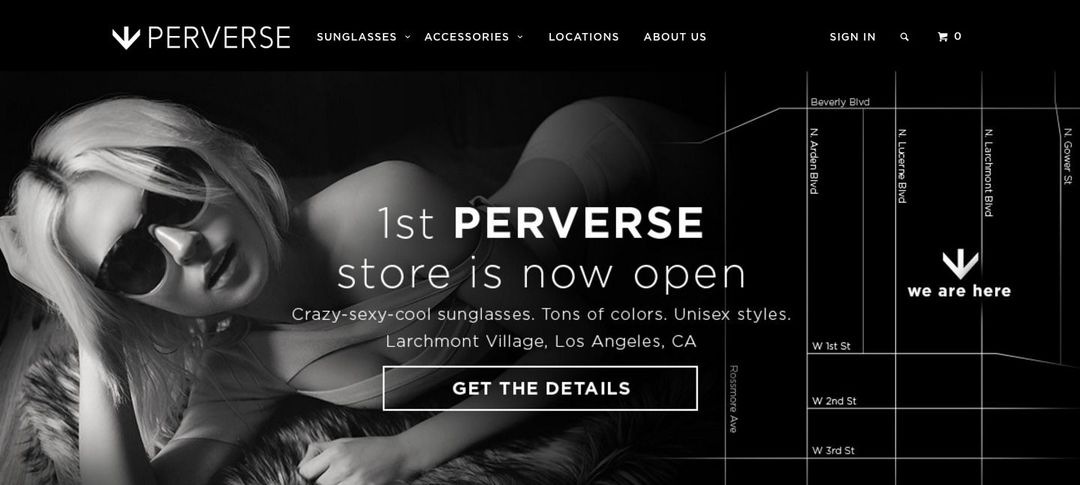 PERVERSE
SUNGLASSES
ACCESSORIES
LOCATIONS
ABOUT US
SIGN IN
0
1st PERVERSE
store is now open
Crazy-sexy-cool sunglasses. Tons of colors. Unisex styles.
Larchmont Village, Los Angeles, CA
GET THE DETAILS
Beverly Blvd
N. Arden Blvd
N. Lucerne Blvd
N. Larchmont Blvd
N. Gower St
we are here
W 1st St
Rossmore Ave
W 2nd St
W 3rd St